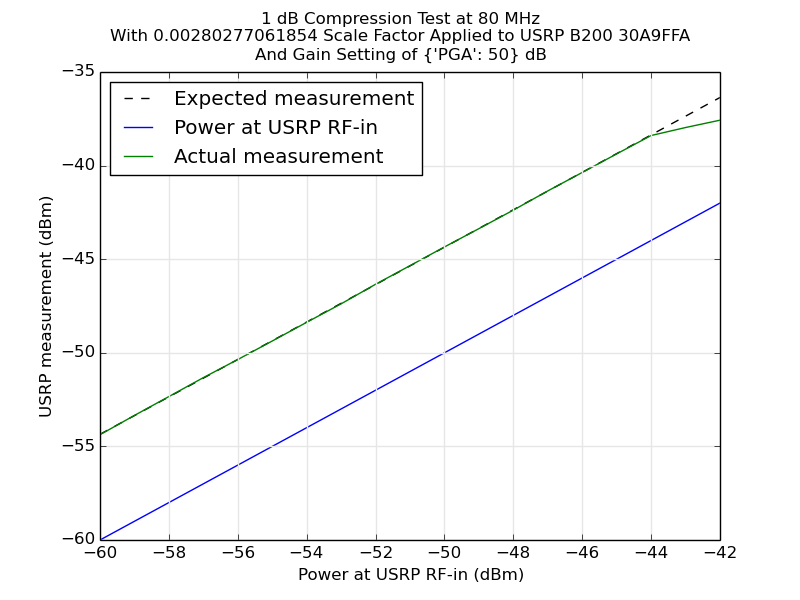 1 dB Compression Test at 80 MHz
With 0.00280277061854 Scale Factor Applied to USRP B200 30A9FFA
And Gain Setting of {'PGA': 50} dB
Expected measurement
Power at USRP RF-in
Actual measurement
USRP measurement (dBm)
−35
−40
−45
−50
−55
−60
−60
−58
−56
−54
−52
−50
−48
−46
−44
−42
Power at USRP RF-in (dBm)